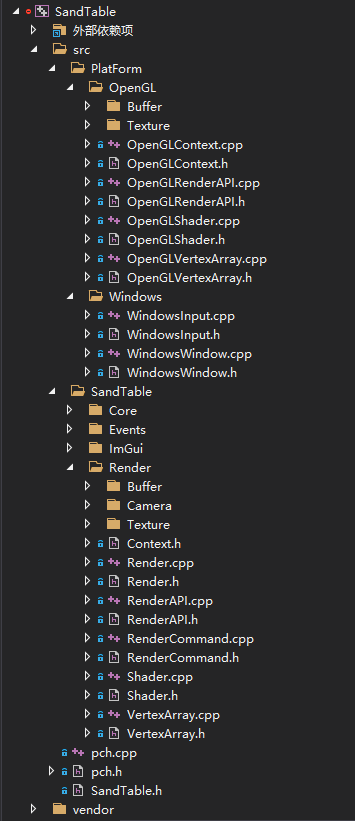 SandTable
外部依赖项
src
PlatForm
OpenGL
Buffer
Texture
OpenGLContext.cpp
OpenGLContext.h
OpenGLRenderAPI.cpp
OpenGLRenderAPI.h
OpenGLShader.cpp
OpenGLShader.h
OpenGLVertexArray.cpp
OpenGLVertexArray.h
Windows
WindowsInput.cpp
WindowsInput.h
WindowsWindow.cpp
WindowsWindow.h
SandTable
Core
Events
ImGui
Render
Buffer
Camera
Texture
Context.h
Render.cpp
Render.h
RenderAPI.cpp
RenderAPI.h
RenderCommand.cpp
RenderCommand.h
Shader.cpp
Shader.h
VertexArray.cpp
VertexArray.h
pch.cpp
pch.h
SandTable.h
vendor